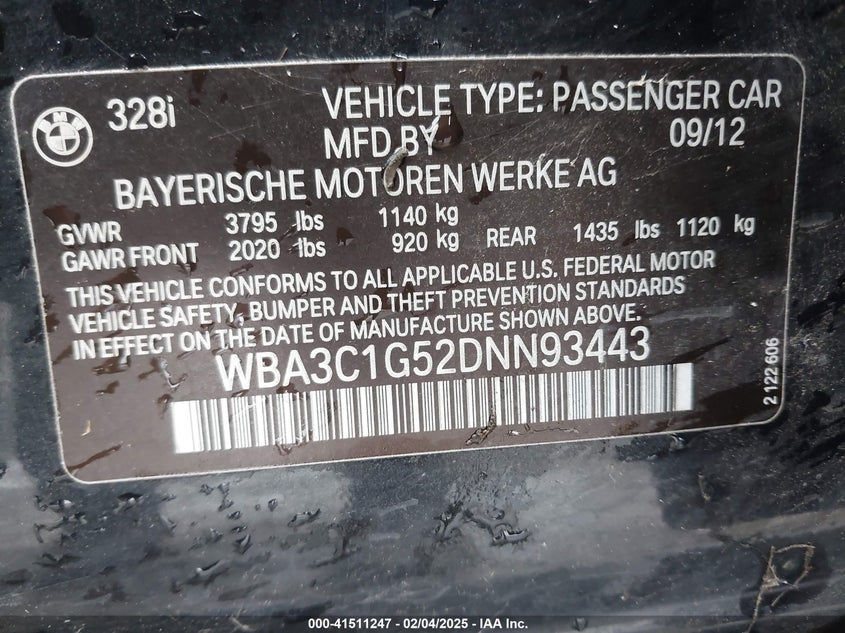 BMW
328i
VEHICLE TYPE: PASSENGER CAR
MFD BY 09/12
BAYERISCHE MOTOREN WERKE AG
GVWR 3795 lbs 1140 kg
GAWR FRONT 2020 lbs 920 kg REAR 1435 lbs 1120 kg
THIS VEHICLE CONFORMS TO ALL APPLICABLE U.S. FEDERAL MOTOR
VEHICLE SAFETY, BUMPER AND THEFT PREVENTION STANDARDS
IN EFFECT ON THE DATE OF MANUFACTURE SHOWN ABOVE.
WBA3C1G52DNN93443
2 122 606
P
000-41511247 - 02/04/2025 - IAA Inc.